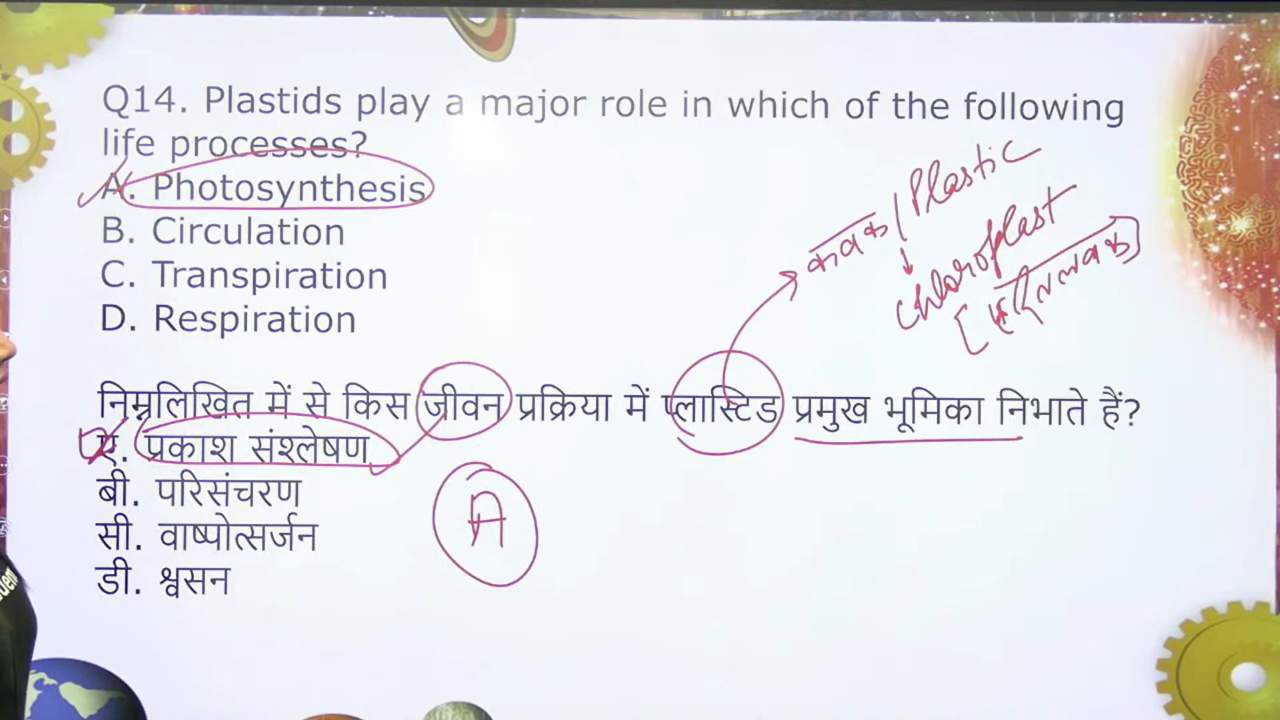 Q14. Plastids play a major role in which of the following
life processes?
A. Photosynthesis
B. Circulation
C. Transpiration
D. Respiration
लवक / Plastic
Chloroplast
निम्नलिखित में से किस जीवन प्रक्रिया में प्लास्टिड प्रमुख भूमिका निभाते हैं?
ए. प्रकाश संश्लेषण
बी. परिसंचरण
सी. वाष्पोत्सर्जन
डी. श्वसन
A